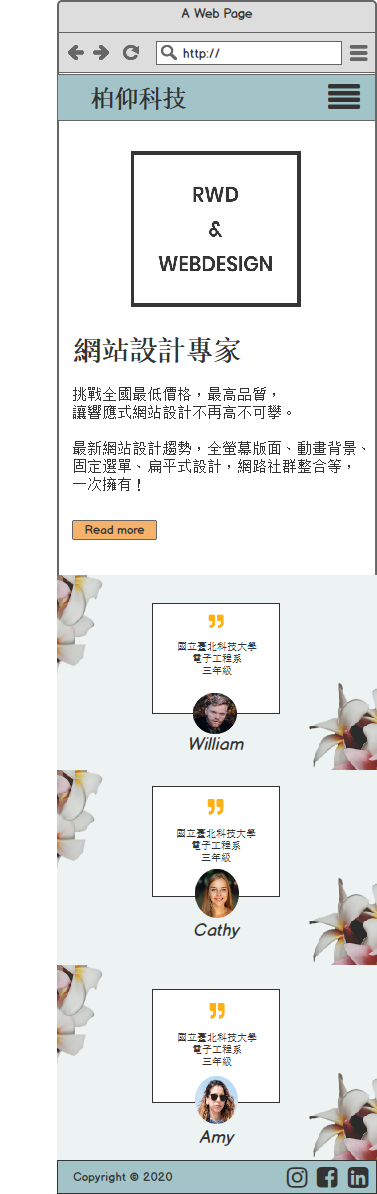 A Web Page
http://
柏仰科技
RWD
&
WEBDESIGN
網站設計專家
挑戰全國最低價格，最高品質，
讓響應式網站設計不再高不可攀。
最新網站設計趨勢，全螢幕版面、動畫背景、
固定選單、扁平式設計，網路社群整合等，
一次擁有！
Read more
國立臺北科技大學
電子工程系
三年級
William
國立臺北科技大學
電子工程系
三年級
Cathy
國立臺北科技大學
電子工程系
三年級
Amy
Copyright © 2020